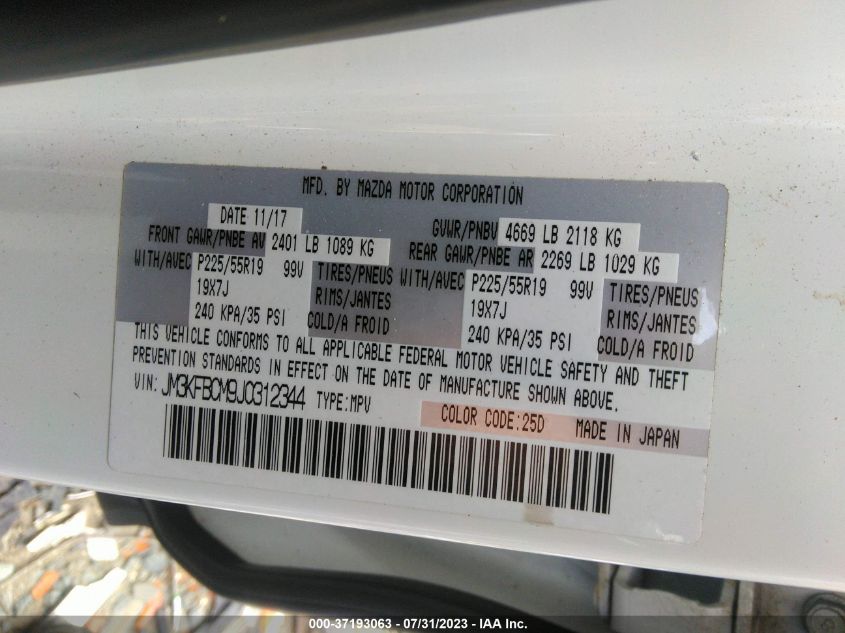 MFD. BY MAZDA MOTOR CORPORATION
DATE 11/17 GVWR/PNBV 4669 LB 2118 KG
FRONT GAWR/PNBE AV 2401 LB 1089 KG REAR GAWR/PNBE AR 2269 LB 1029 KG
WITH/AVEC P225/55R19 99V TIRES/PNEUS WITH/AVEC P225/55R19 99V TIRES/PNEUS
19X7J RIMS/JANTES 19X7J RIMS/JANTES
240 KPA/35 PSI COLD/A FROID 240 KPA/35 PSI COLD/A FROID
THIS VEHICLE CONFORMS TO ALL APPLICABLE FEDERAL MOTOR VEHICLE SAFETY AND THEFT
PREVENTION STANDARDS IN EFFECT ON THE DATE OF MANUFACTURE SHOWN ABOVE.
VIN: JM3KFBCM9J0312344 TYPE:MPV COLOR CODE:25D MADE IN JAPAN
000-37193063 - 07/31/2023 - IAA Inc.